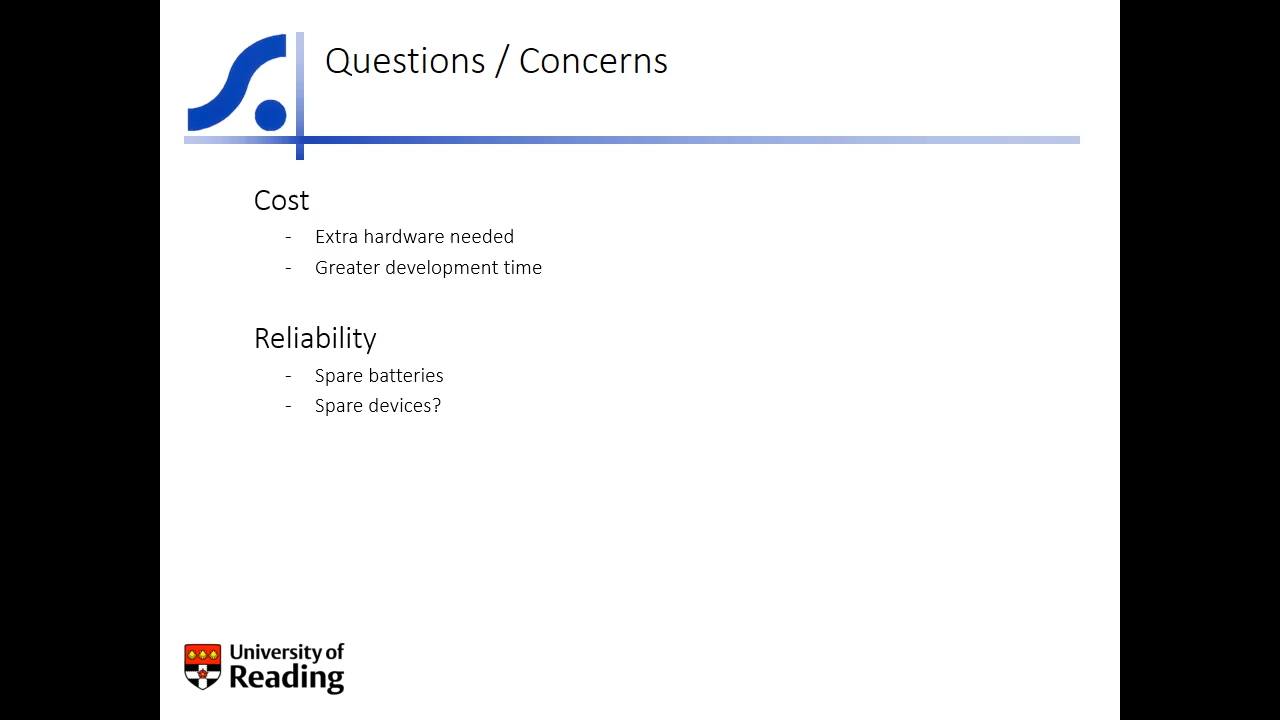 Questions / Concerns
Cost
- Extra hardware needed
- Greater development time
Reliability
- Spare batteries
- Spare devices?
University of
Reading